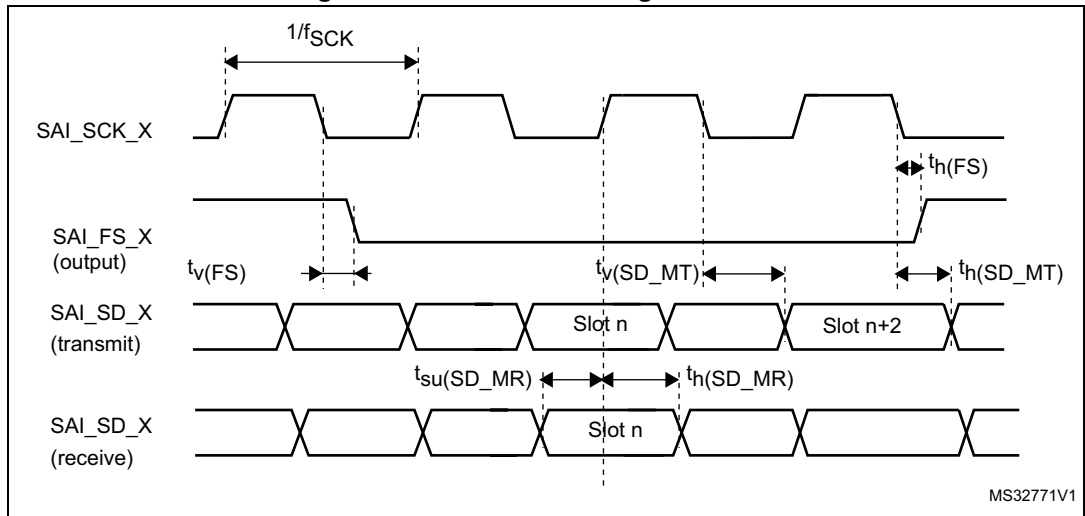 1/fSCK
SAI_SCK_X
th(FS)
SAI_FS_X
(output)
tv(FS)
tv(SD_MT)
th(SD_MT)
SAI_SD_X
(transmit)
Slot n
Slot n+2
tsu(SD_MR)
th(SD_MR)
SAI_SD_X
(receive)
Slot n
MS32771V1